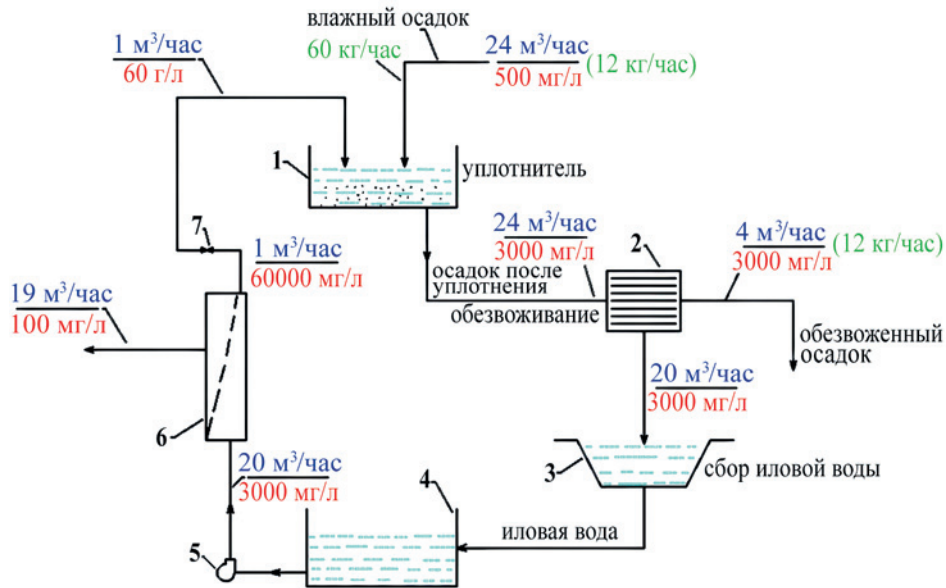 влажный осадок
1 м³/час
60 г/л
60 кг/час
24 м³/час
500 мг/л
(12 кг/час)
1
уплотнитель
7
1 м³/час
60000 мг/л
24 м³/час
3000 мг/л
2
4 м³/час
3000 мг/л
(12 кг/час)
осадок после
уплотнения
обезвоживание
19 м³/час
100 мг/л
обезвоженный
осадок
20 м³/час
3000 мг/л
6
3
сбор иловой воды
20 м³/час
3000 мг/л
4
иловая вода
5